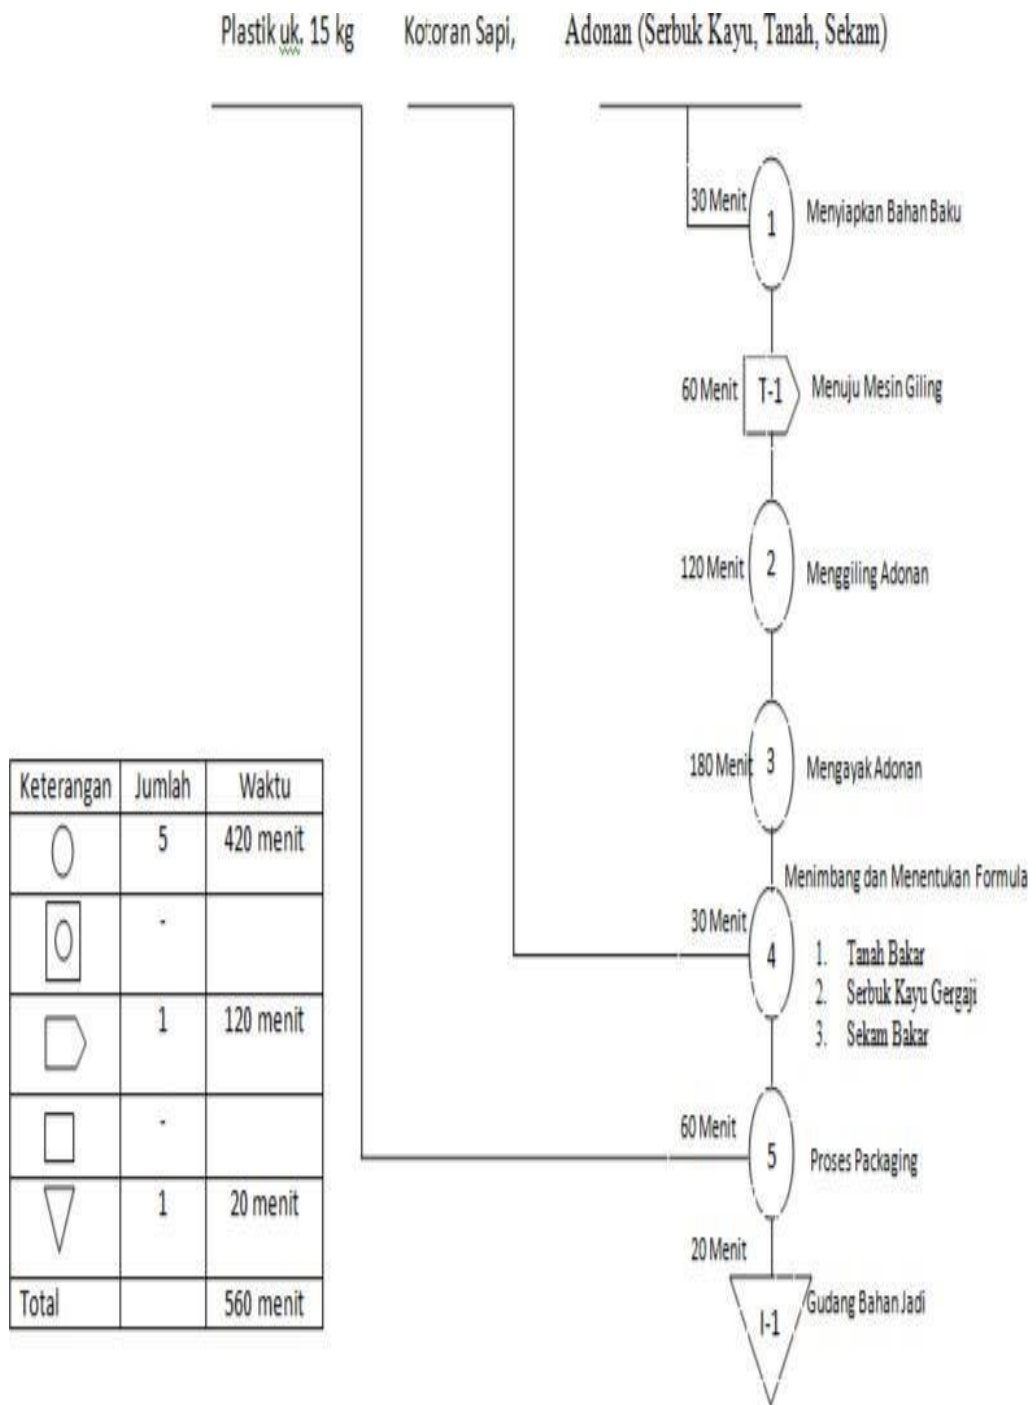 Plastik uk. 15 kg
Kotoran Sapi,
Adonan (Serbuk Kayu, Tanah, Sekam)
30 Menit
1
Menyiapkan Bahan Baku
60 Menit
T-1
Menuju Mesin Giling
120 Menit
2
Menggiling Adonan
180 Menit
3
Mengayak Adonan
Menimbang dan Menentukan Formula
30 Menit
4
1. Tanah Bakar
2. Serbuk Kayu Gergaji
3. Sekam Bakar
60 Menit
5
Proses Packaging
20 Menit
I-1
Gudang Bahan Jadi
Keterangan Jumlah Waktu
5 420 menit
-
1 120 menit
-
1 20 menit
Total 560 menit